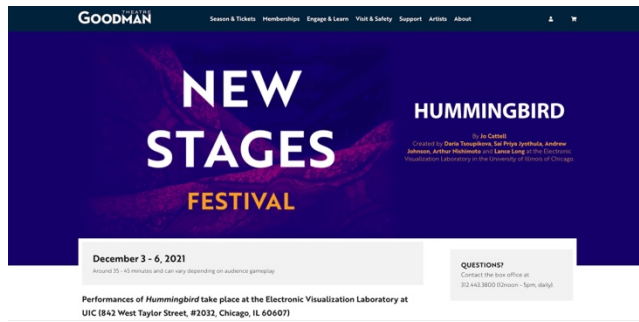 THEATRE
GOODMAN
Season & Tickets Memberships Engage & Learn Visit & Safety Support Artists About
NEW
STAGES
FESTIVAL
HUMMINGBIRD
By Jo Cattell
Created by Daria Tsoupikova, Sai Priya Jyothula, Andrew
Johnson, Arthur Nishimoto and Lance Long at the Electronic
Visualization Laboratory in the University of Illinois of Chicago
December 3 - 6, 2021
Around 35 - 45 minutes and can vary depending on audience gameplay
QUESTIONS?
Contact the box office at
312.443.3800 (12noon - 5pm, daily)
Performances of Hummingbird take place at the Electronic Visualization Laboratory at
UIC (842 West Taylor Street, #2032, Chicago, IL 60607)